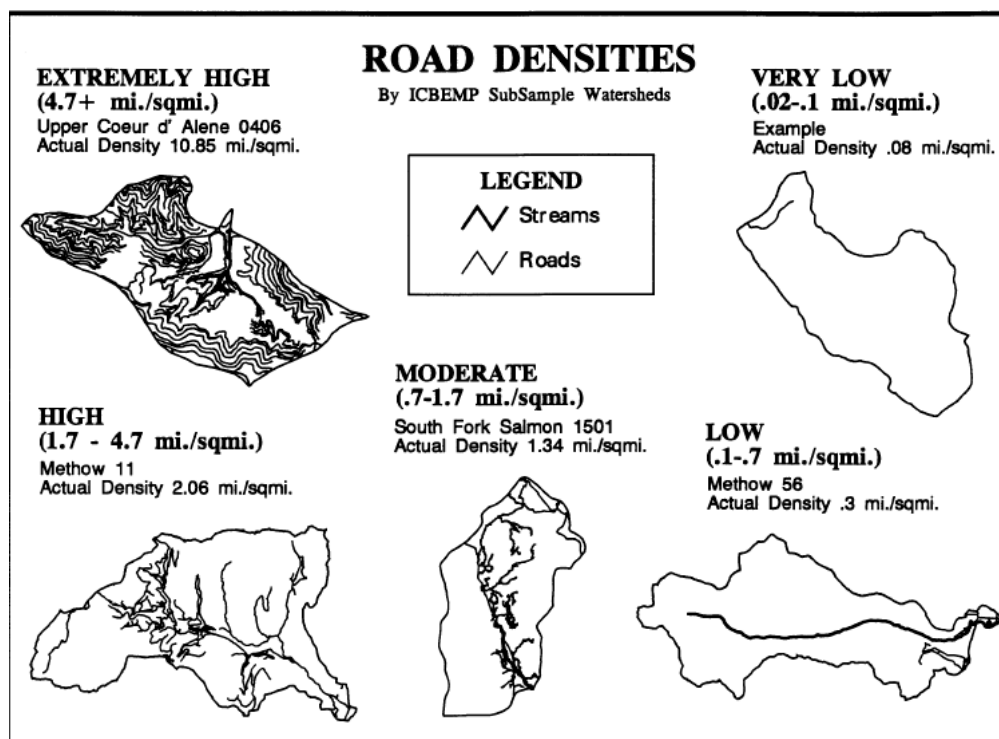 ROAD DENSITIES
By ICBEMP SubSample Watersheds
EXTREMELY HIGH
(4.7+ mi./sqmi.)
Upper Coeur d' Alene 0406
Actual Density 10.85 mi./sqmi.
VERY LOW
(.02-.1 mi./sqmi.)
Example
Actual Density .08 mi./sqmi.
LEGEND
Streams
Roads
HIGH
(1.7 - 4.7 mi./sqmi.)
Methow 11
Actual Density 2.06 mi./sqmi.
MODERATE
(.7-1.7 mi./sqmi.)
South Fork Salmon 1501
Actual Density 1.34 mi./sqmi.
LOW
(.1-.7 mi./sqmi.)
Methow 56
Actual Density .3 mi./sqmi.